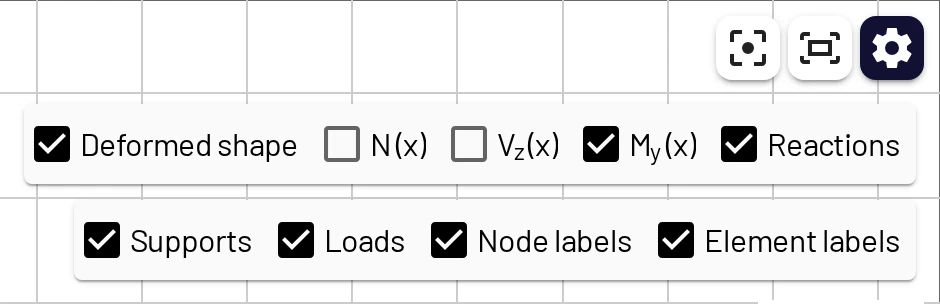 Deformed shape N(x) Vz(x) My(x) Reactions
Supports Loads Node labels Element labels